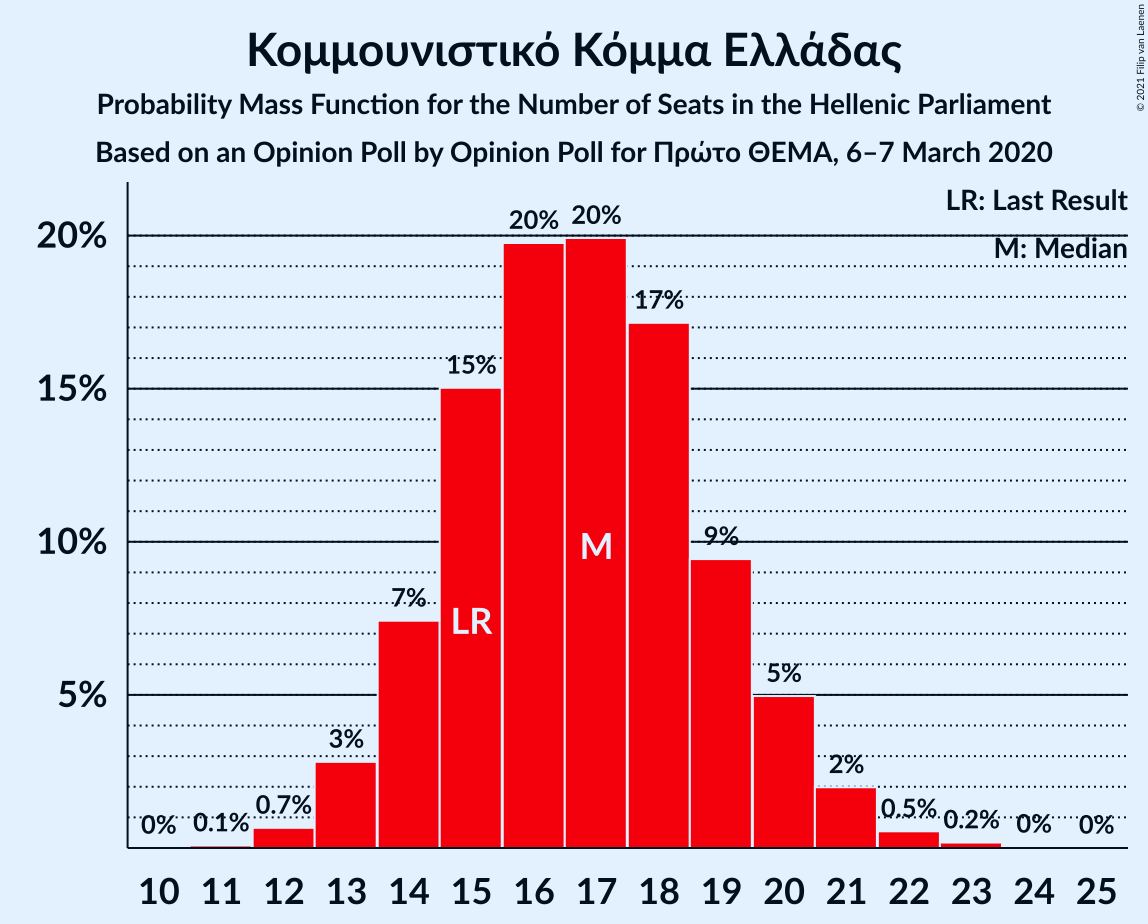 Κομμουνιστικό Κόμμα Ελλάδας
Probability Mass Function for the Number of Seats in the Hellenic Parliament
Based on an Opinion Poll by Opinion Poll for Πρώτο ΘΕΜΑ, 6–7 March 2020
© 2021 Filip van Laenen
LR: Last Result
M: Median
20%
15%
10%
5%
0% 0.1% 0.7% 3% 7% 15% 20% 20% 17% 9% 5% 2% 0.5% 0.2% 0% 0%
LR
M
10 11 12 13 14 15 16 17 18 19 20 21 22 23 24 25